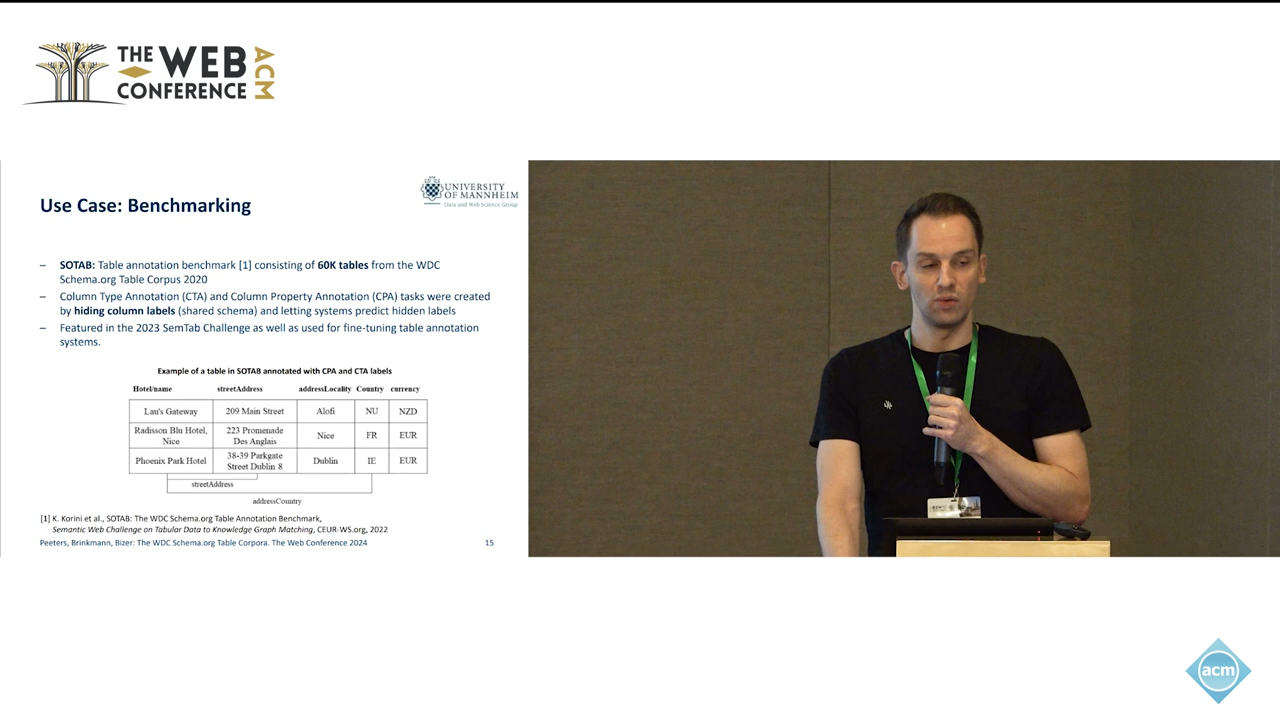 THE WEB
CONFERENCE
ACM
UNIVERSITY
OF MANNHEIM
Data and Web Science Group
Use Case: Benchmarking
– SOTAB: Table annotation benchmark [1] consisting of 60K tables from the WDC
Schema.org Table Corpus 2020
– Column Type Annotation (CTA) and Column Property Annotation (CPA) tasks were created
by hiding column labels (shared schema) and letting systems predict hidden labels
– Featured in the 2023 SemTab Challenge as well as used for fine-tuning table annotation
systems.
Example of a table in SOTAB annotated with CPA and CTA labels
Hotel/name streetAddress addressLocality Country currency
Lau's Gateway 209 Main Street Alofi NU NZD
Radisson Blu Hotel, Nice 223 Promenade Des Anglais Nice FR EUR
Phoenix Park Hotel 38-39 Parkgate Street Dublin 8 Dublin IE EUR
streetAddress
addressCountry
[1] K. Korini et al., SOTAB: The WDC Schema.org Table Annotation Benchmark,
Semantic Web Challenge on Tabular Data to Knowledge Graph Matching, CEUR-WS.org, 2022
Peeters, Brinkmann, Bizer: The WDC Schema.org Table Corpora. The Web Conference 2024 15
acm